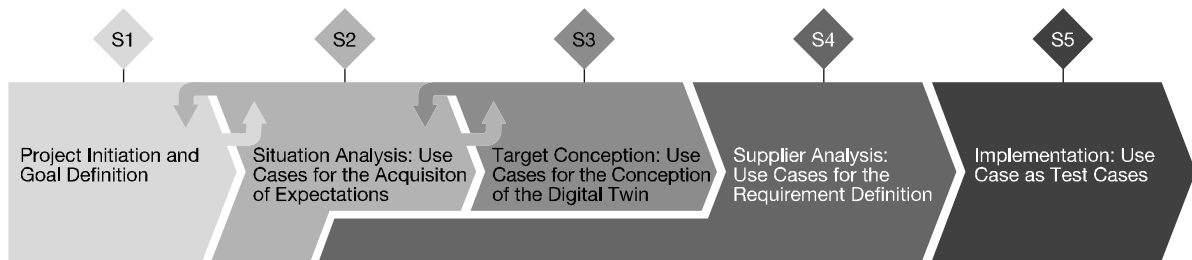 S1
S2
S3
S4
S5
Project Initiation and
Goal Definition
Situation Analysis: Use
Cases for the Acquisiton
of Expectations
Target Conception: Use
Cases for the Conception
of the Digital Twin
Supplier Analysis:
Use Cases for the
Requirement Definition
Implementation: Use
Case as Test Cases